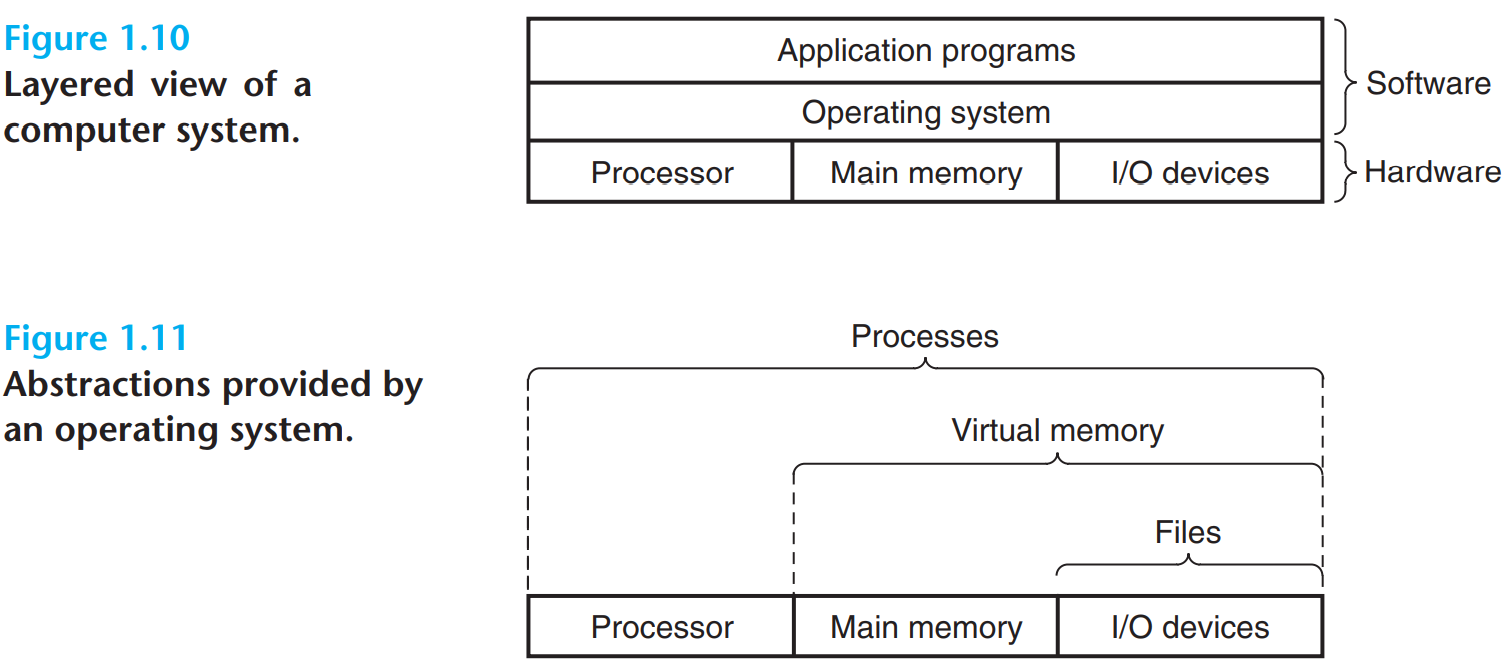 Figure 1.10
Layered view of a
computer system.
Application programs
Operating system
Processor
Main memory
I/O devices
Software
Hardware
Figure 1.11
Abstractions provided by
an operating system.
Processes
Virtual memory
Files
Processor
Main memory
I/O devices